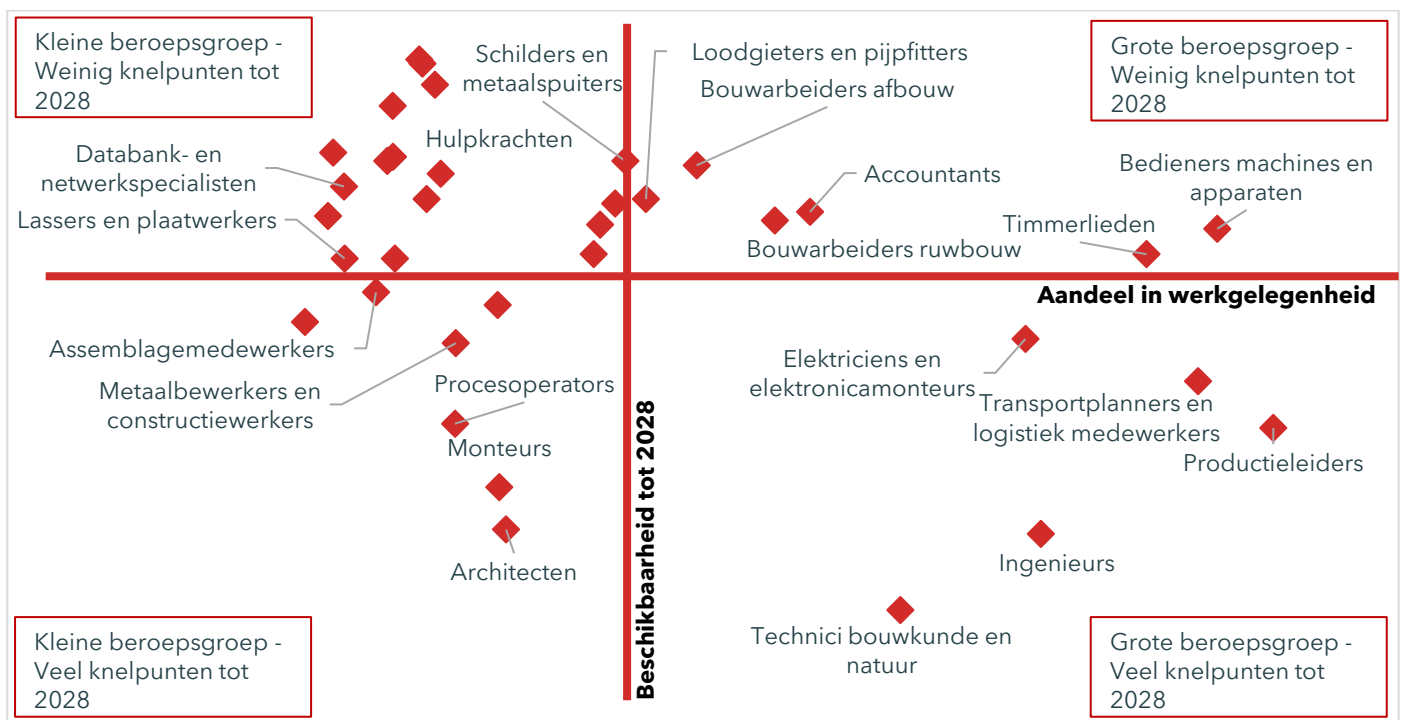 Kleine beroepsgroep -
Weinig knelpunten tot
2028
Schilders en
metaalspuiters
Loodgieters en pijpfitters
Bouwarbeiders afbouw
Grote beroepsgroep -
Weinig knelpunten tot
2028
Hulpkrachten
Databank- en
netwerkspecialisten
Lassers en plaatwerkers
Accountants
Bouwarbeiders ruwbouw
Timmerlieden
Bedieners machines en
apparaten
Aandeel in werkgelegenheid
Assemblagemedewerkers
Metaalbewerkers en
constructiewerkers
Procesoperators
Monteurs
Architecten
Beschikbaarheid tot 2028
Elektriciens en
elektronicamonteurs
Transportplanners en
logistiek medewerkers
Productieleiders
Ingenieurs
Technici bouwkunde en
natuur
Kleine beroepsgroep -
Veel knelpunten tot
2028
Grote beroepsgroep -
Veel knelpunten tot
2028